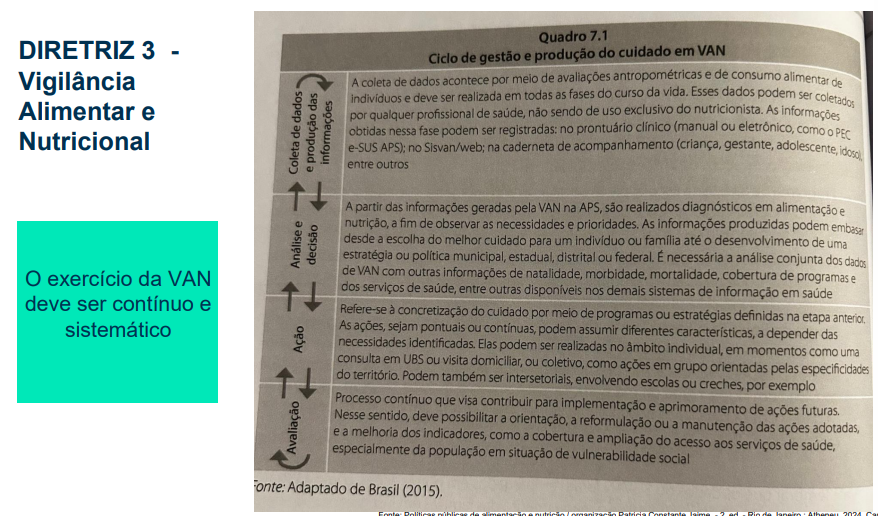 DIRETRIZ 3 -
Vigilância
Alimentar e
Nutricional
O exercício da VAN
deve ser contínuo e
sistemático
Quadro 7.1
Ciclo de gestão e produção do cuidado em VAN
Coleta de dados
e produção das
informações
A coleta de dados acontece por meio de avaliações antropométricas e de consumo alimentar de
indivíduos e deve ser realizada em todas as fases do curso da vida. Esses dados podem ser coletados
por qualquer profissional de saúde, não sendo de uso exclusivo do nutricionista. As informações
obtidas nessa fase podem ser registradas: no prontuário clínico (manual ou eletrônico, como o PEC
e-SUS APS); no Sisvan/web; na caderneta de acompanhamento (criança, gestante, adolescente, idoso),
entre outros
Análise e
decisão
A partir das informações geradas pela VAN na APS, são realizados diagnósticos em alimentação e
nutrição, a fim de observar as necessidades e prioridades. As informações produzidas podem embasar
desde a escolha do melhor cuidado para um indivíduo ou família até o desenvolvimento de uma
estratégia ou política municipal, estadual, distrital ou federal. É necessária a análise conjunta dos dados
de VAN com outras informações de natalidade, morbidade, mortalidade, cobertura de programas e
dos serviços de saúde, entre outras disponíveis nos demais sistemas de informação em saúde
Ação
Refere-se à concretização do cuidado por meio de programas ou estratégias definidas na etapa anterior.
As ações, sejam pontuais ou contínuas, podem assumir diferentes características, a depender das
necessidades identificadas. Elas podem ser realizadas no âmbito individual, em momentos como uma
consulta em UBS ou visita domiciliar, ou coletivo, como ações em grupo orientadas pelas especificidades
do território. Podem também ser intersetoriais, envolvendo escolas ou creches, por exemplo
Avaliação
Processo contínuo que visa contribuir para implementação e aprimoramento de ações futuras.
Nesse sentido, deve possibilitar a orientação, a reformulação ou a manutenção das ações adotadas,
e a melhoria dos indicadores, como a cobertura e ampliação do acesso aos serviços de saúde,
especialmente da população em situação de vulnerabilidade social
Fonte: Adaptado de Brasil (2015).
Fonte: Políticas públicas de alimentação e nutrição / organização Patricia Constante Jaime. - 2. ed. - Rio de Janeiro : Atheneu, 2024.